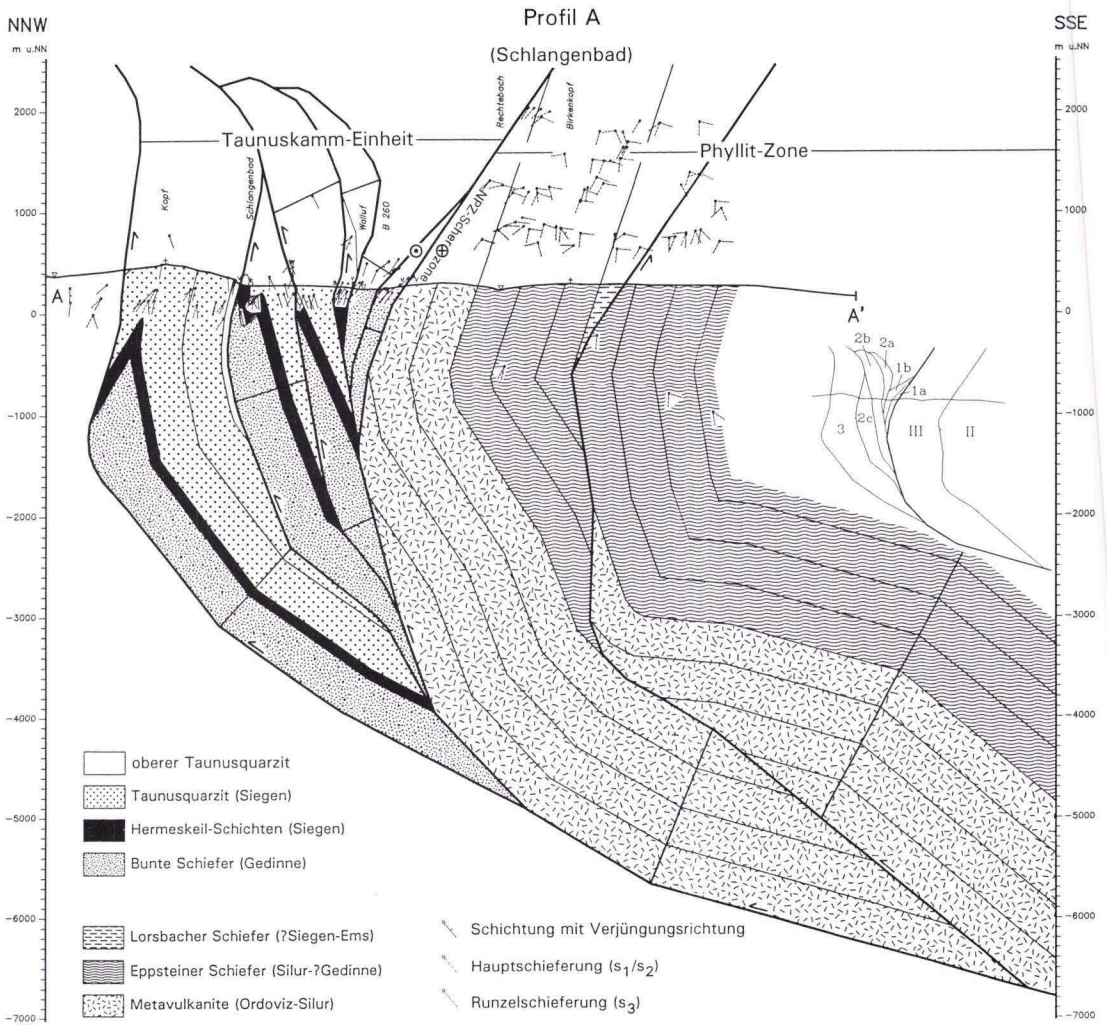 Profil A
(Schlangenbad)
NNW
m ü.NN
SSE
m ü.NN
2000
1000
0
-1000
-2000
-3000
-4000
-5000
-6000
-7000
2000
1000
0
-1000
-2000
-3000
-4000
-5000
-6000
-7000
Taunuskamm-Einheit
Phyllit-Zone
Kopf
Schlangenbad
Walluf
B 260
Rechtebach
Birkenkopf
NPZ-Scherzone
A
A'
2b
2a
1b
1a
2c
3
III
II
oberer Taunusquarzit
Taunusquarzit (Siegen)
Hermeskeil-Schichten (Siegen)
Bunte Schiefer (Gedinne)
Lorsbacher Schiefer (?Siegen-Ems)
Eppsteiner Schiefer (Silur-?Gedinne)
Metavulkanite (Ordoviz-Silur)
Schichtung mit Verjüngungsrichtung
Hauptschieferung (s₁/s₂)
Runzelschieferung (s₃)